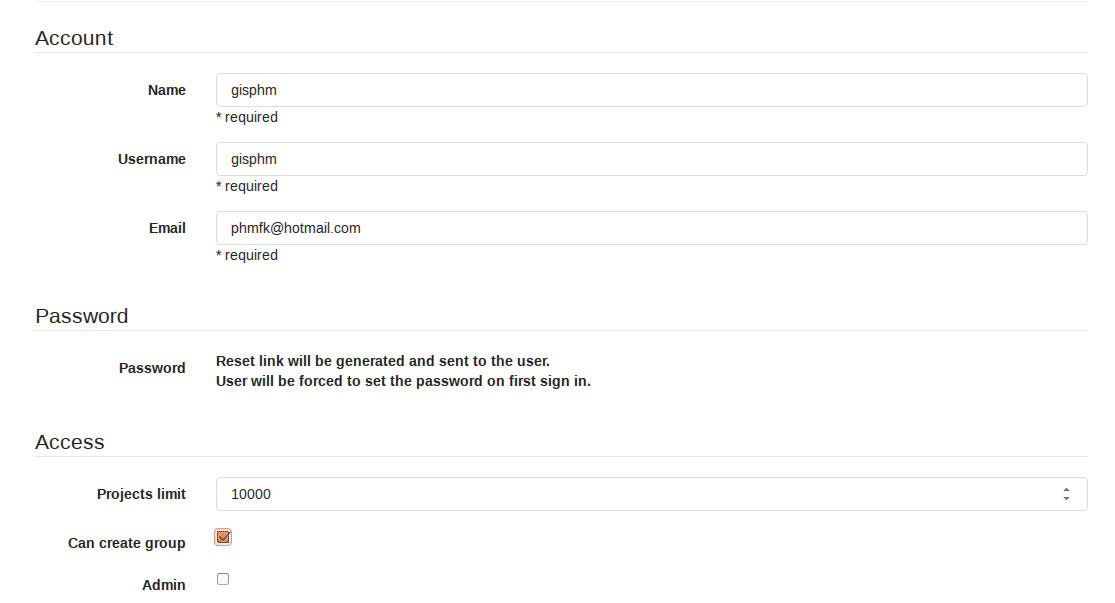 Account
Name
gisphm
* required
Username
gisphm
* required
Email
phmfk@hotmail.com
* required
Password
Password
Reset link will be generated and sent to the user.
User will be forced to set the password on first sign in.
Access
Projects limit
10000
Can create group
Admin